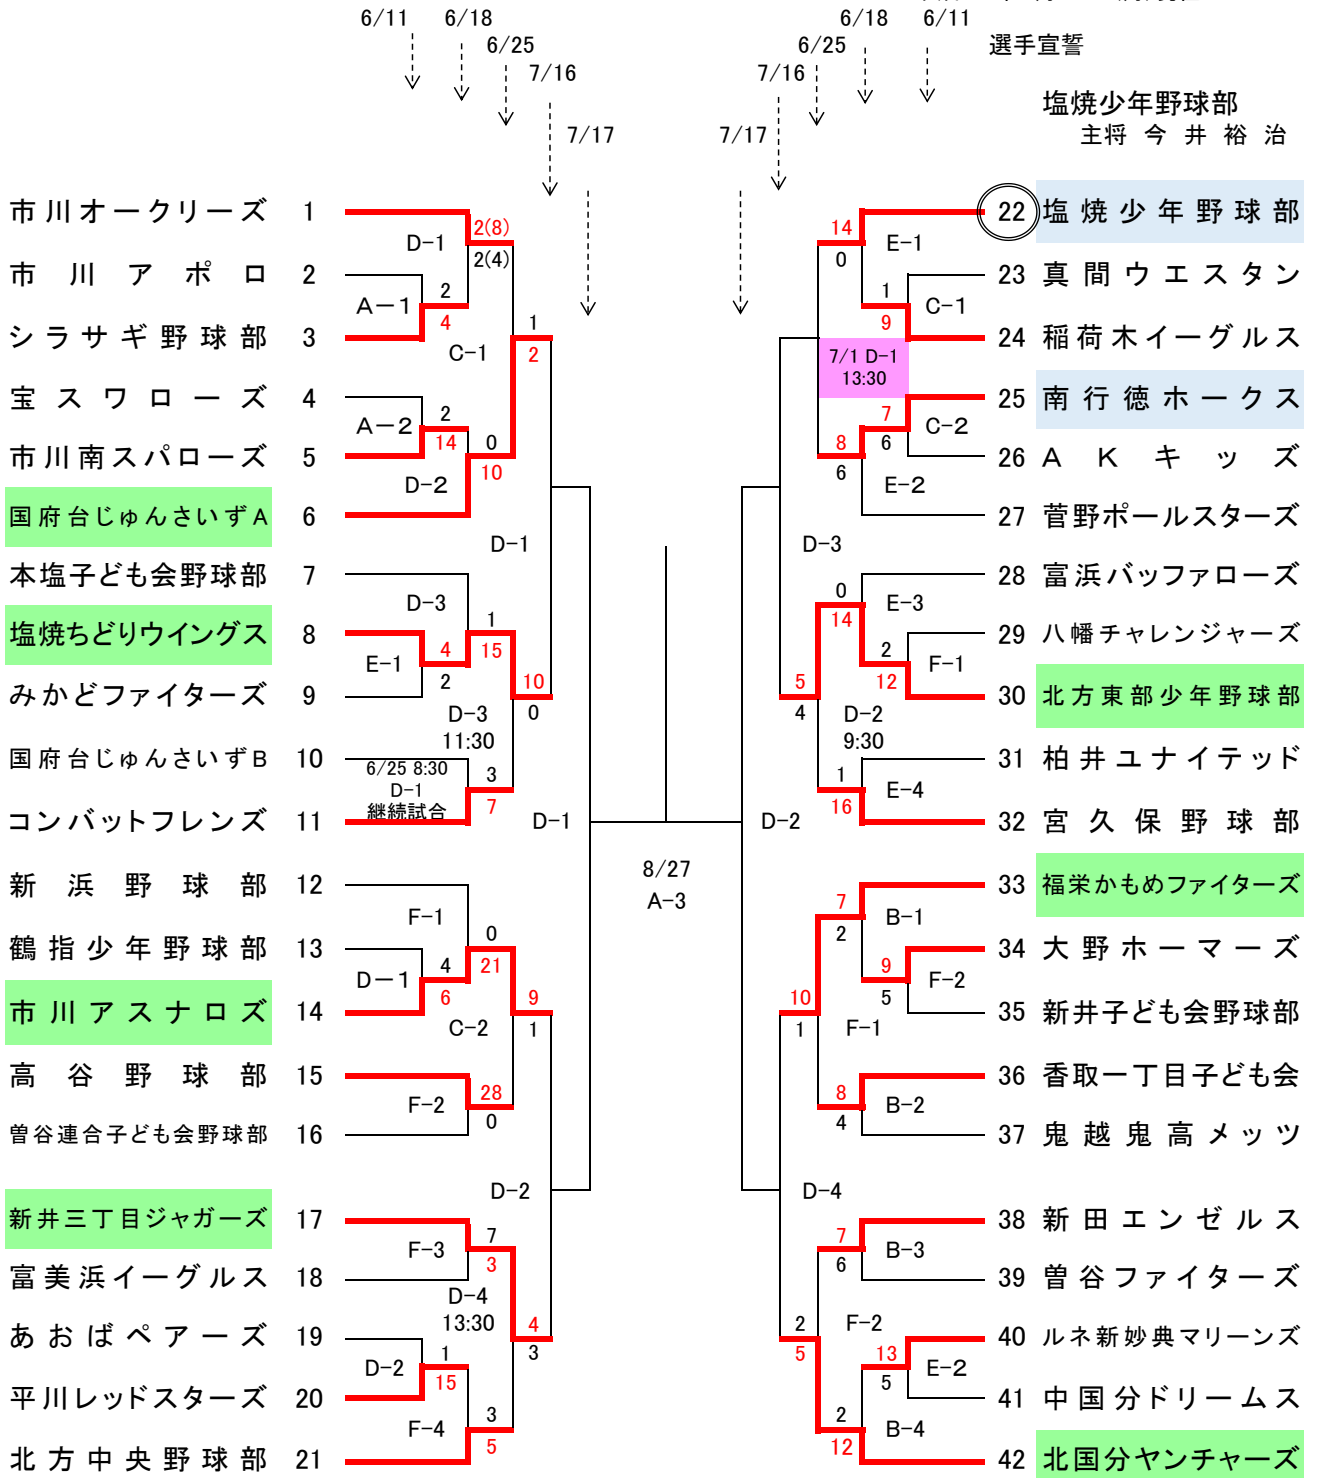 6/11 6/18 6/25 7/16 7/17
7/17 7/16 6/25 6/18 6/11
選手宣誓
塩焼少年野球部
主将 今 井 裕 治
市川オークリーズ 1
D-1
2(8)
2(4)
市川アポロ 2
A-1
2
4
シラサギ野球部 3
C-1
1
2
宝スワローズ 4
A-2
2
14
市川南スパローズ 5
0
10
D-2
国府台じゅんさいずA 6
D-1
本塩子ども会野球部 7
D-3
1
15
塩焼ちどりウイングス 8
E-1
4
2
みかどファイターズ 9
10
0
D-3
11:30
国府台じゅんさいずB 10
6/25 8:30
D-1
継続試合
3
7
コンバットフレンズ 11
D-1
新浜野球部 12
F-1
0
21
鶴指少年野球部 13
D-1
4
6
市川アスナロズ 14
9
1
C-2
高谷野球部 15
F-2
28
0
曽谷連合子ども会野球部 16
D-2
新井三丁目ジャガーズ 17
F-3
7
3
富美浜イーグルス 18
D-4
13:30
4
3
あおばペアーズ 19
D-2
1
15
平川レッドスターズ 20
F-4
3
5
北方中央野球部 21
8/27
A-3
22 塩焼少年野球部
14
0
E-1
23 真間ウエスタン
1
9
C-1
24 稲荷木イーグルス
7/1 D-1
13:30
25 南行徳ホークス
7
6
C-2
26 AKキッズ
8
6
E-2
27 菅野ポールスターズ
D-3
28 富浜バッファローズ
0
14
E-3
29 八幡チャレンジャーズ
2
12
F-1
30 北方東部少年野球部
5
4
D-2
9:30
31 柏井ユナイテッド
1
16
E-4
32 宮久保野球部
D-2
33 福栄かもめファイターズ
7
2
B-1
34 大野ホーマーズ
9
5
F-2
35 新井子ども会野球部
10
1
F-1
36 香取一丁目子ども会
8
4
B-2
37 鬼越鬼高メッツ
D-4
38 新田エンゼルス
7
6
B-3
39 曽谷ファイターズ
2
5
F-2
40 ルネ新妙典マリーンズ
13
5
E-2
41 中国分ドリームス
2
12
B-4
42 北国分ヤンチャーズ